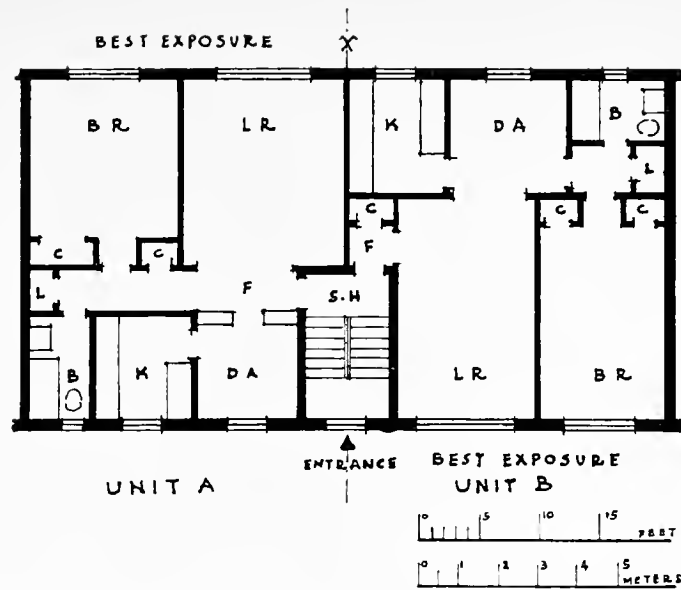 BEST EXPOSURE
X
BR
LR
K
DA
B
L
C
C
C
C
C
F
L
F
S.H
B
K
DA
LR
BR
ENTRANCE
BEST EXPOSURE
UNIT A
UNIT B
0 5 10 15 FEET
0 1 2 3 4 5 METERS